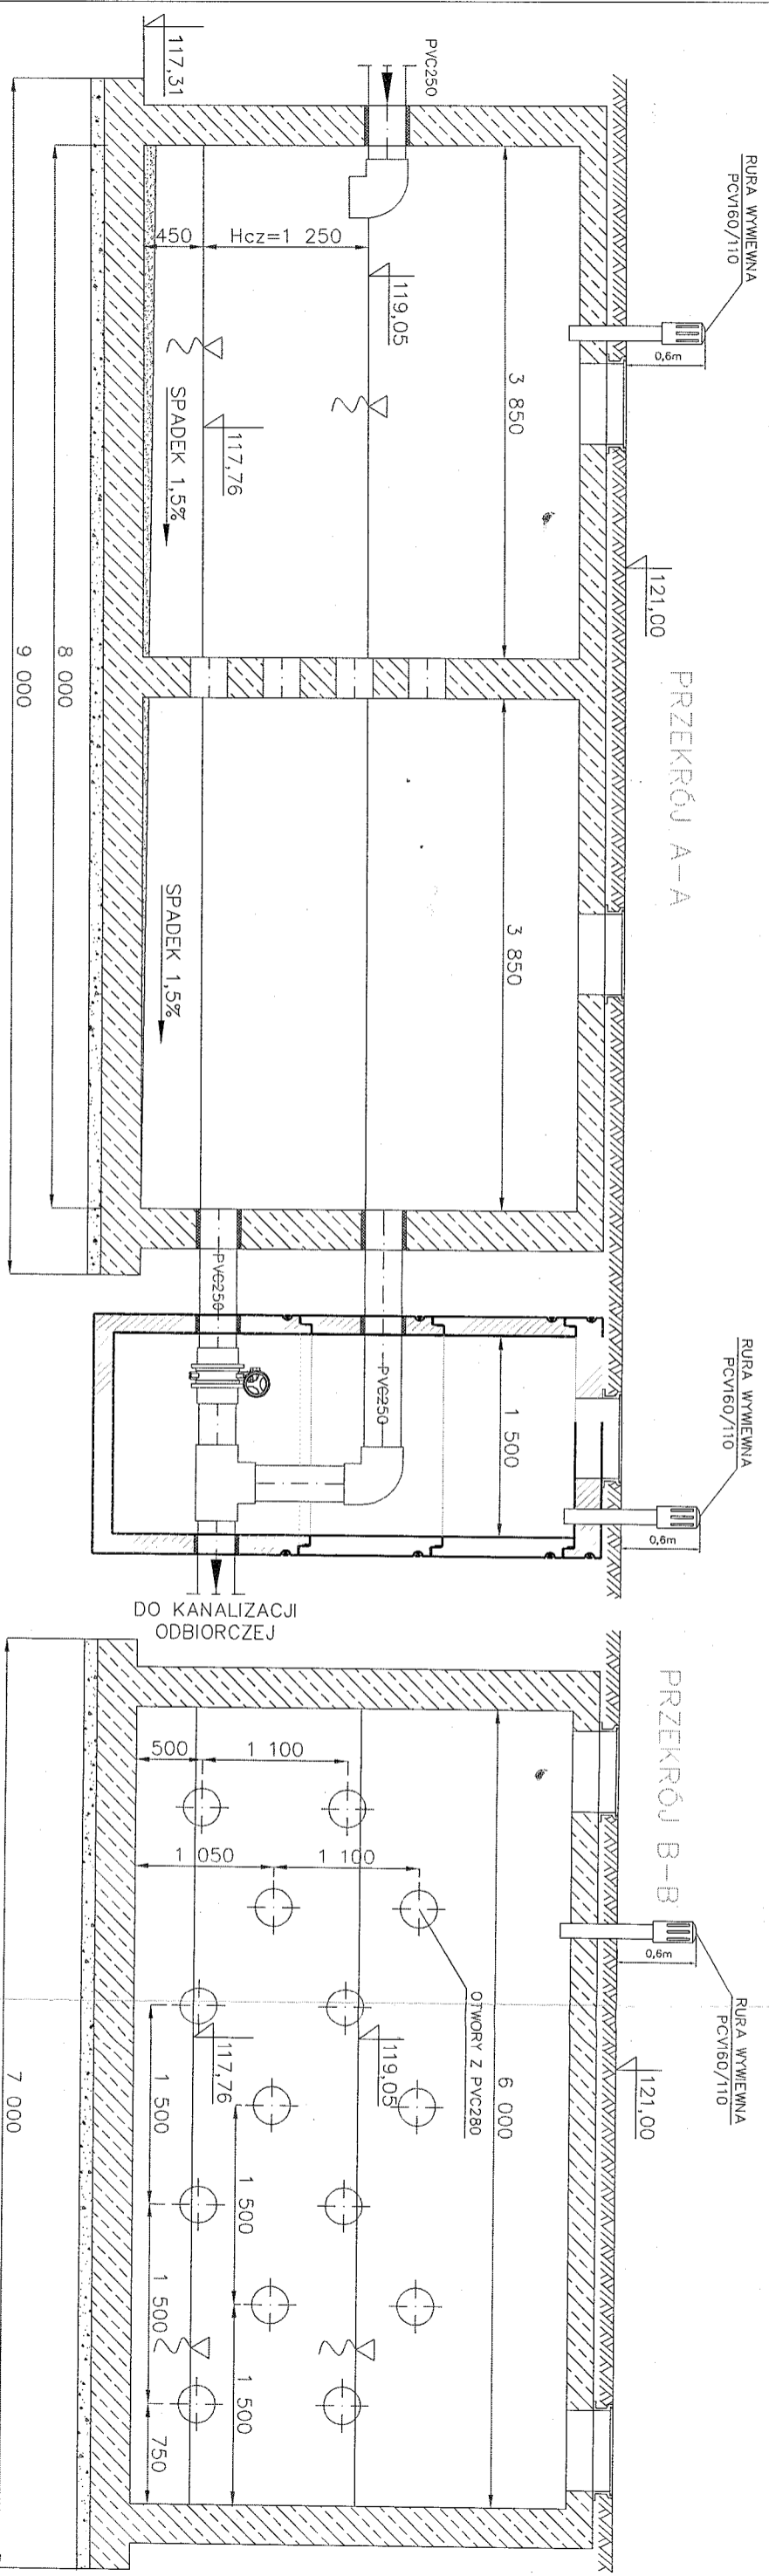 PRZEKRÓJ A-A
RURA WYWIEWNA
PCV160/110
0,6m
121,00
RURA WYWIEWNA
PCV160/110
0,6m
PVC250
3 850
3 850
1 500
119,05
Hcz=1 250
450
117,76
117,31
SPADEK 1,5%
SPADEK 1,5%
PVC250
PVC250
DO KANALIZACJI
ODBIORCZEJ
8 000
9 000
PRZEKRÓJ B-B
RURA WYWIEWNA
PCV160/110
0,6m
121,00
6 000
OTWORY Z PVC280
119,05
117,76
1 100
500
1 100
1 050
1 500
1 500
1 500
1 500
750
7 000